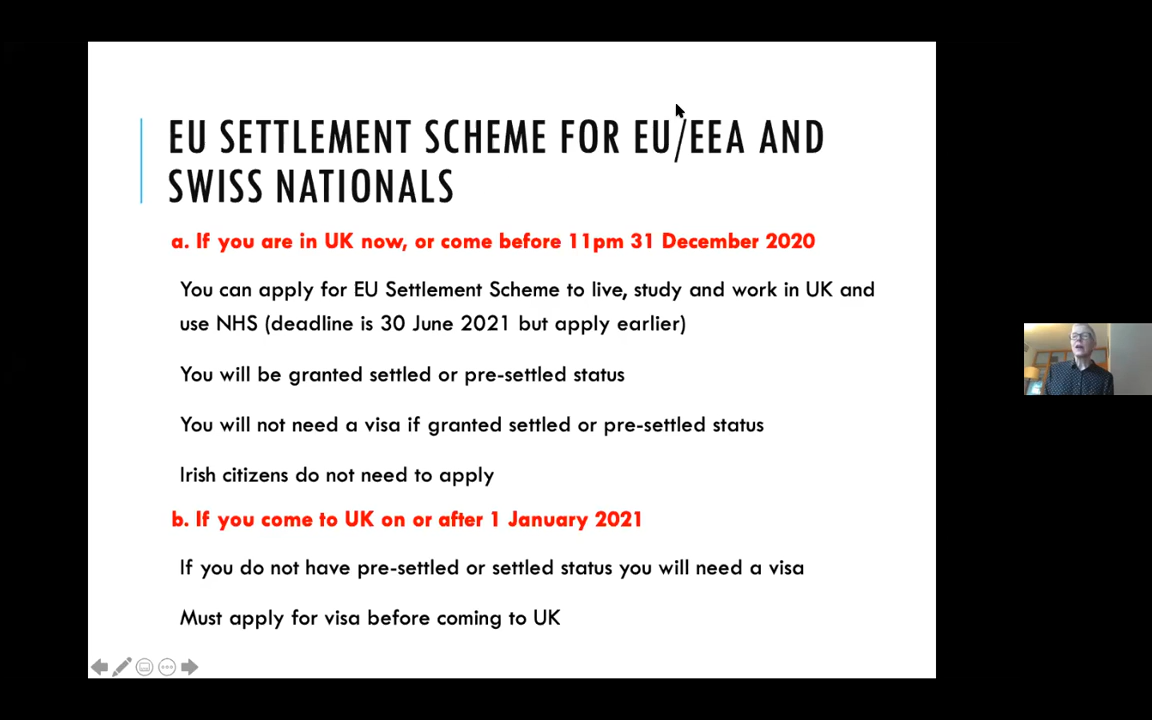 EU SETTLEMENT SCHEME FOR EU/EEA AND
SWISS NATIONALS
a. If you are in UK now, or come before 11pm 31 December 2020
You can apply for EU Settlement Scheme to live, study and work in UK and
use NHS (deadline is 30 June 2021 but apply earlier)
You will be granted settled or pre-settled status
You will not need a visa if granted settled or pre-settled status
Irish citizens do not need to apply
b. If you come to UK on or after 1 January 2021
If you do not have pre-settled or settled status you will need a visa
Must apply for visa before coming to UK